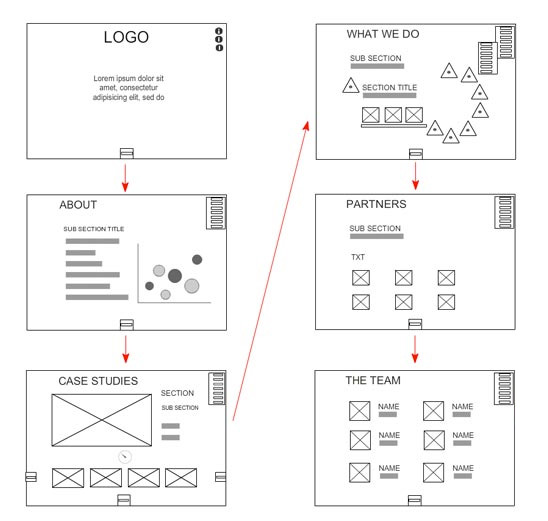 LOGO
Lorem ipsum dolor sit
amet, consectetur
adipisicing elit, sed do
ABOUT
SUB SECTION TITLE
CASE STUDIES
SECTION
SUB SECTION
WHAT WE DO
SUB SECTION
SECTION TITLE
PARTNERS
SUB SECTION
TXT
THE TEAM
NAME
NAME
NAME
NAME
NAME
NAME